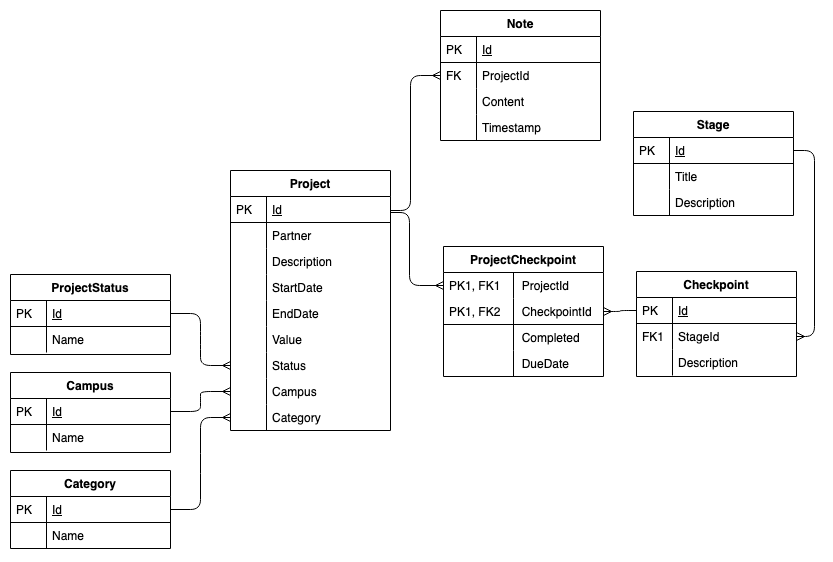 Note
PK Id
FK ProjectId
Content
Timestamp
Stage
PK Id
Title
Description
Project
PK Id
Partner
Description
StartDate
EndDate
Value
Status
Campus
Category
ProjectCheckpoint
PK1, FK1 ProjectId
PK1, FK2 CheckpointId
Completed
DueDate
Checkpoint
PK Id
FK1 StageId
Description
ProjectStatus
PK Id
Name
Campus
PK Id
Name
Category
PK Id
Name